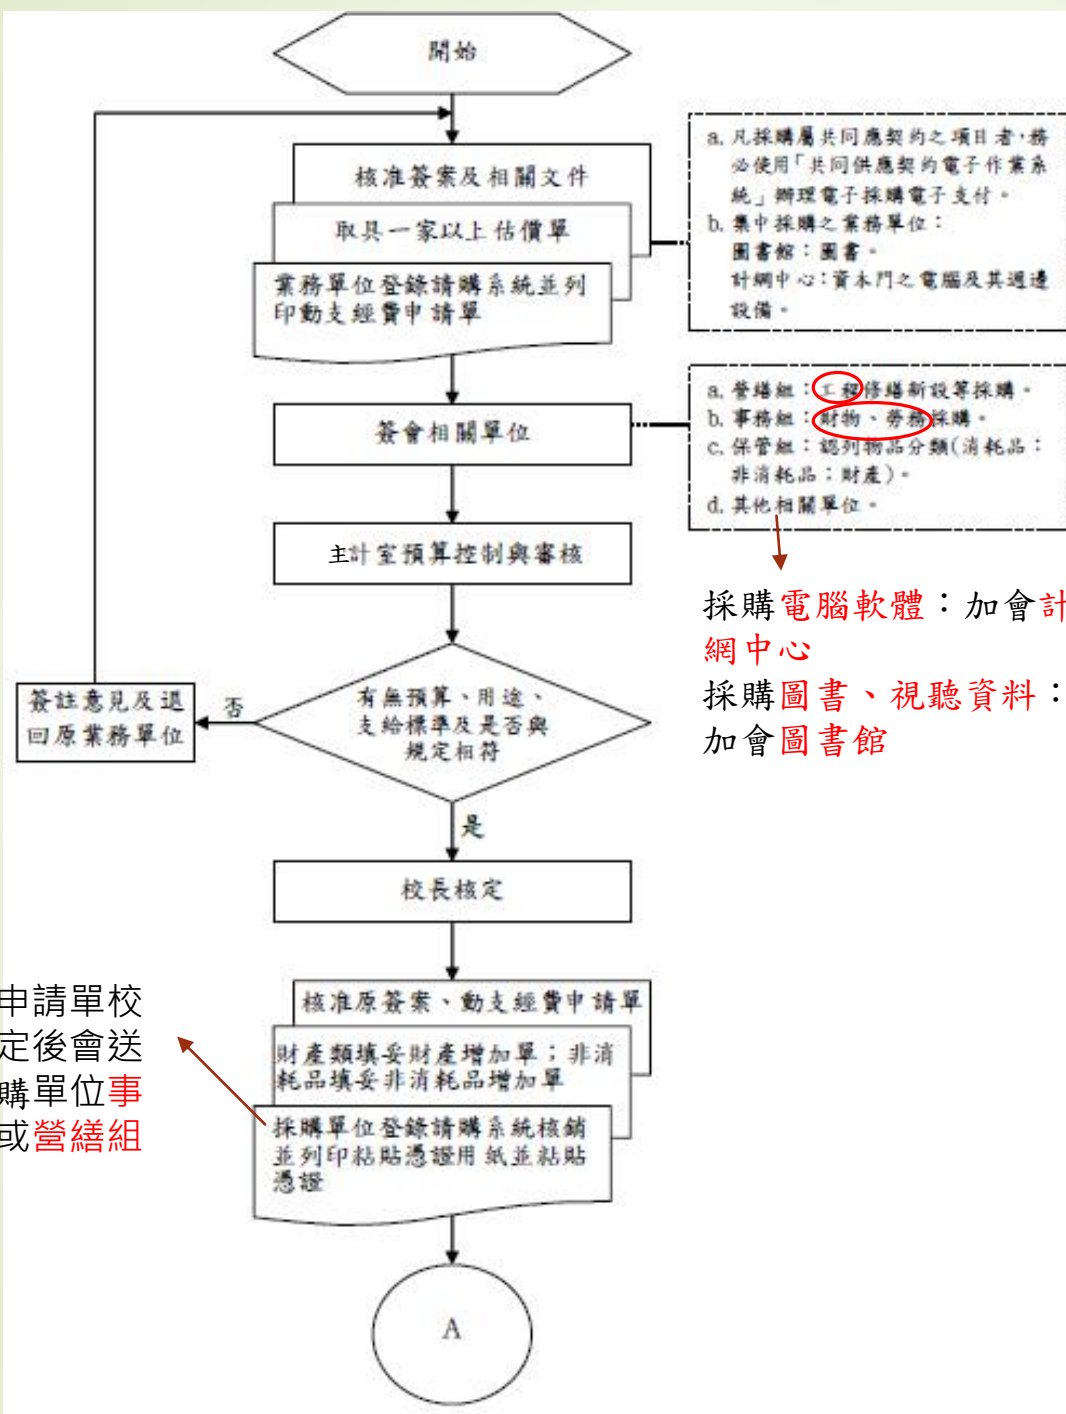 開始
核准簽案及相關文件
取具一家以上估價單
業務單位登錄請購系統並列
印動支經費申請單
a. 凡採購屬共同應契約之項目者，務
必使用「共同供應契約電子作業系
統」辦理電子採購電子支付。
b. 集中採購之業務單位：
圖書館：圖書。
計網中心：資本門之電腦及其週邊
設備。
簽會相關單位
a. 營繕組：工程修繕新設等採購。
b. 事務組：財物、勞務採購。
c. 保管組：認列物品分類(消耗品；
非消耗品；財產)。
d. 其他相關單位。
主計室預算控制與審核
採購電腦軟體：加會計
網中心
採購圖書、視聽資料：
加會圖書館
有無預算、用途、
支給標準及是否與
規定相符
否
簽註意見及退
回原業務單位
是
校長核定
核准原簽案、動支經費申請單
財產類填妥財產增加單；非消
耗品填妥非消耗品增加單
採購單位登錄請購系統核銷
並列印粘貼憑證用紙並粘貼
憑證
申請單校
定後會送
購單位事
或營繕組
A